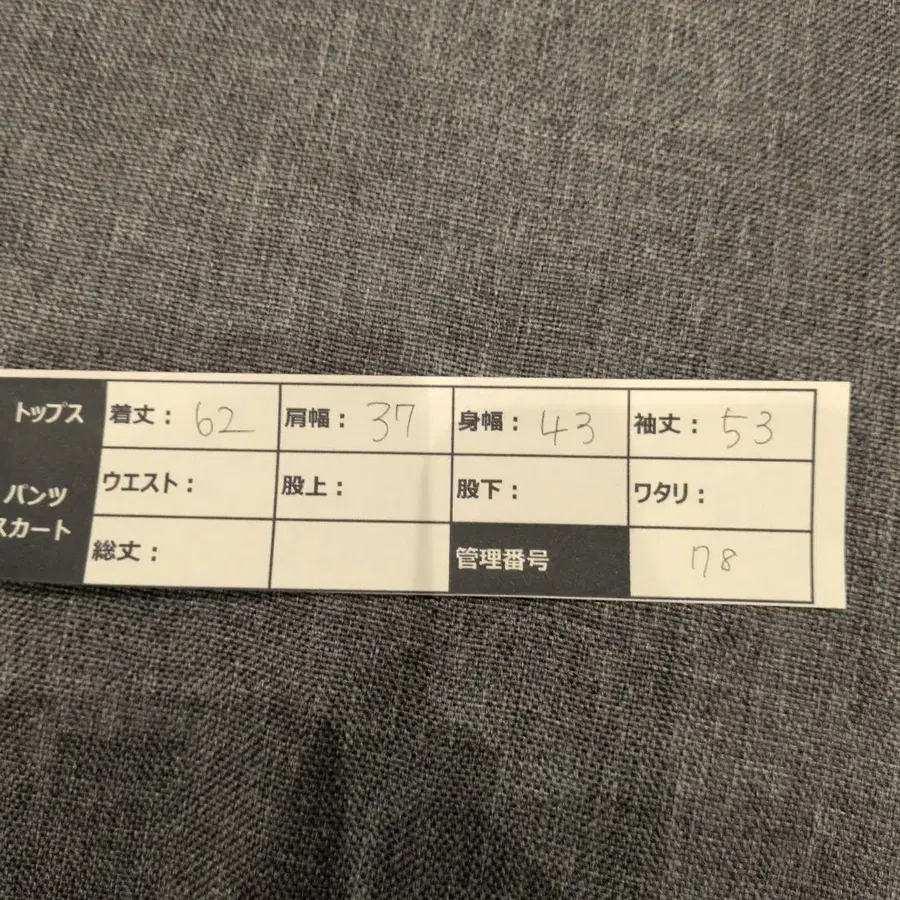 トップス 着丈： 62 肩幅： 37 身幅： 43 袖丈： 53
パンツ ウエスト： 股上： 股下： ワタリ：
スカート 総丈： 管理番号 78